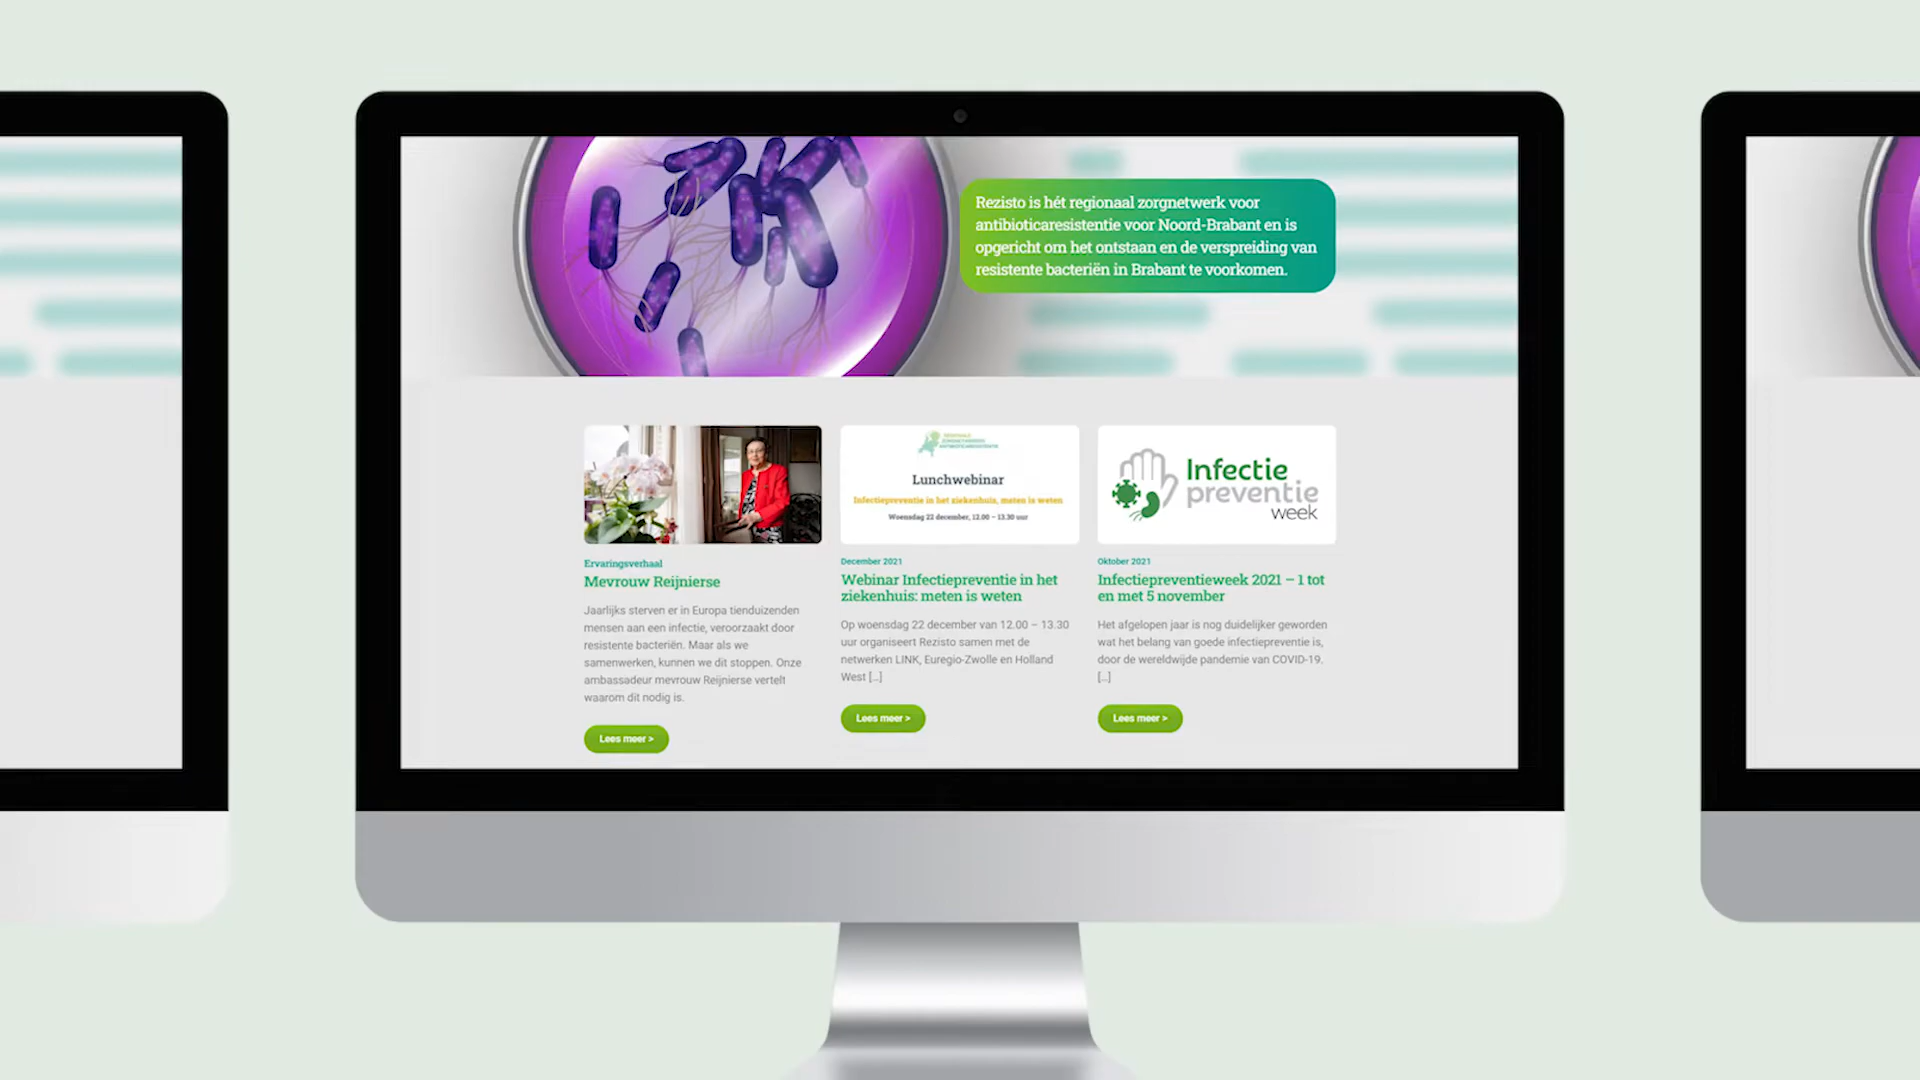 Rezisto is hét regionaal zorgnetwerk voor
antibioticaresistentie voor Noord-Brabant en is
opgericht om het ontstaan en de verspreiding van
resistente bacteriën in Brabant te voorkomen.
Lunchwebinar
Infectiepreventie in het ziekenhuis, meten is weten
Woensdag 22 december, 12.00 – 13.30 uur
Infectie
preventie
week
Ervaringsverhaal
Mevrouw Reijnierse
Jaarlijks sterven er in Europa tienduizenden
mensen aan een infectie, veroorzaakt door
resistente bacteriën. Maar als we
samenwerken, kunnen we dit stoppen. Onze
ambassadeur mevrouw Reijnierse vertelt
waarom dit nodig is.
Lees meer >
December 2021
Webinar Infectiepreventie in het
ziekenhuis: meten is weten
Op woensdag 22 december van 12.00 – 13.30
uur organiseert Rezisto samen met de
netwerken LINK, Euregio-Zwolle en Holland
West [...]
Lees meer >
Oktober 2021
Infectiepreventieweek 2021 – 1 tot
en met 5 november
Het afgelopen jaar is nog duidelijker geworden
wat het belang van goede infectiepreventie is,
door de wereldwijde pandemie van COVID-19.
[...]
Lees meer >